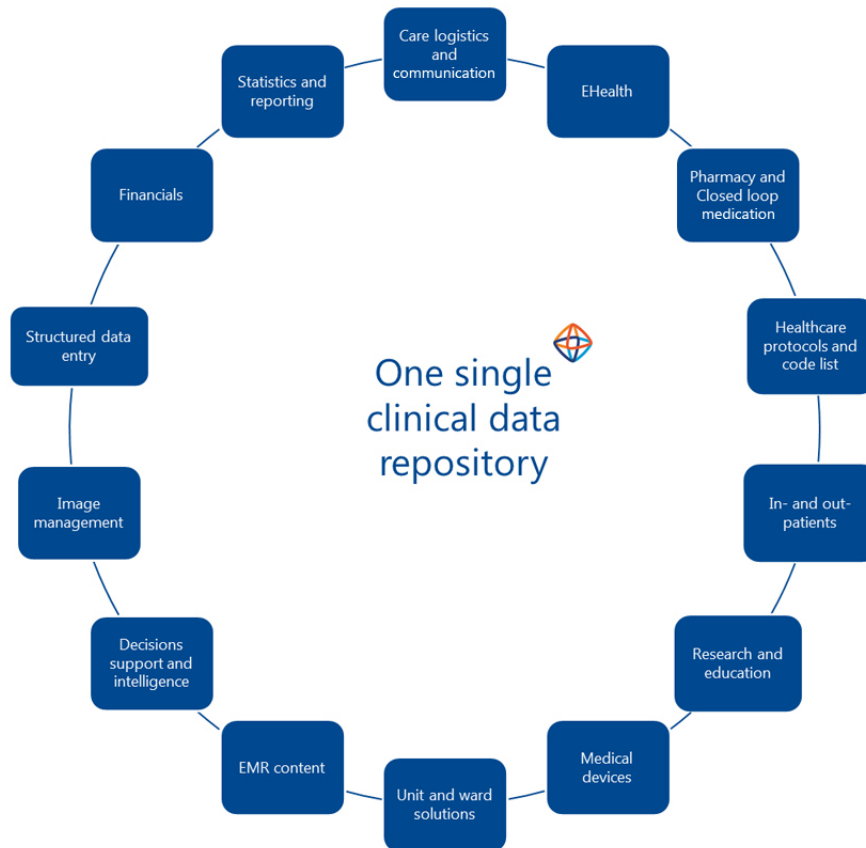 Care logistics
and
communication
EHealth
Pharmacy and
Closed loop
medication
Healthcare
protocols and
code list
In- and out-
patients
Research and
education
Medical
devices
Unit and ward
solutions
EMR content
Decisions
support and
intelligence
Image
management
Structured data
entry
Financials
Statistics and
reporting
One single
clinical data
repository